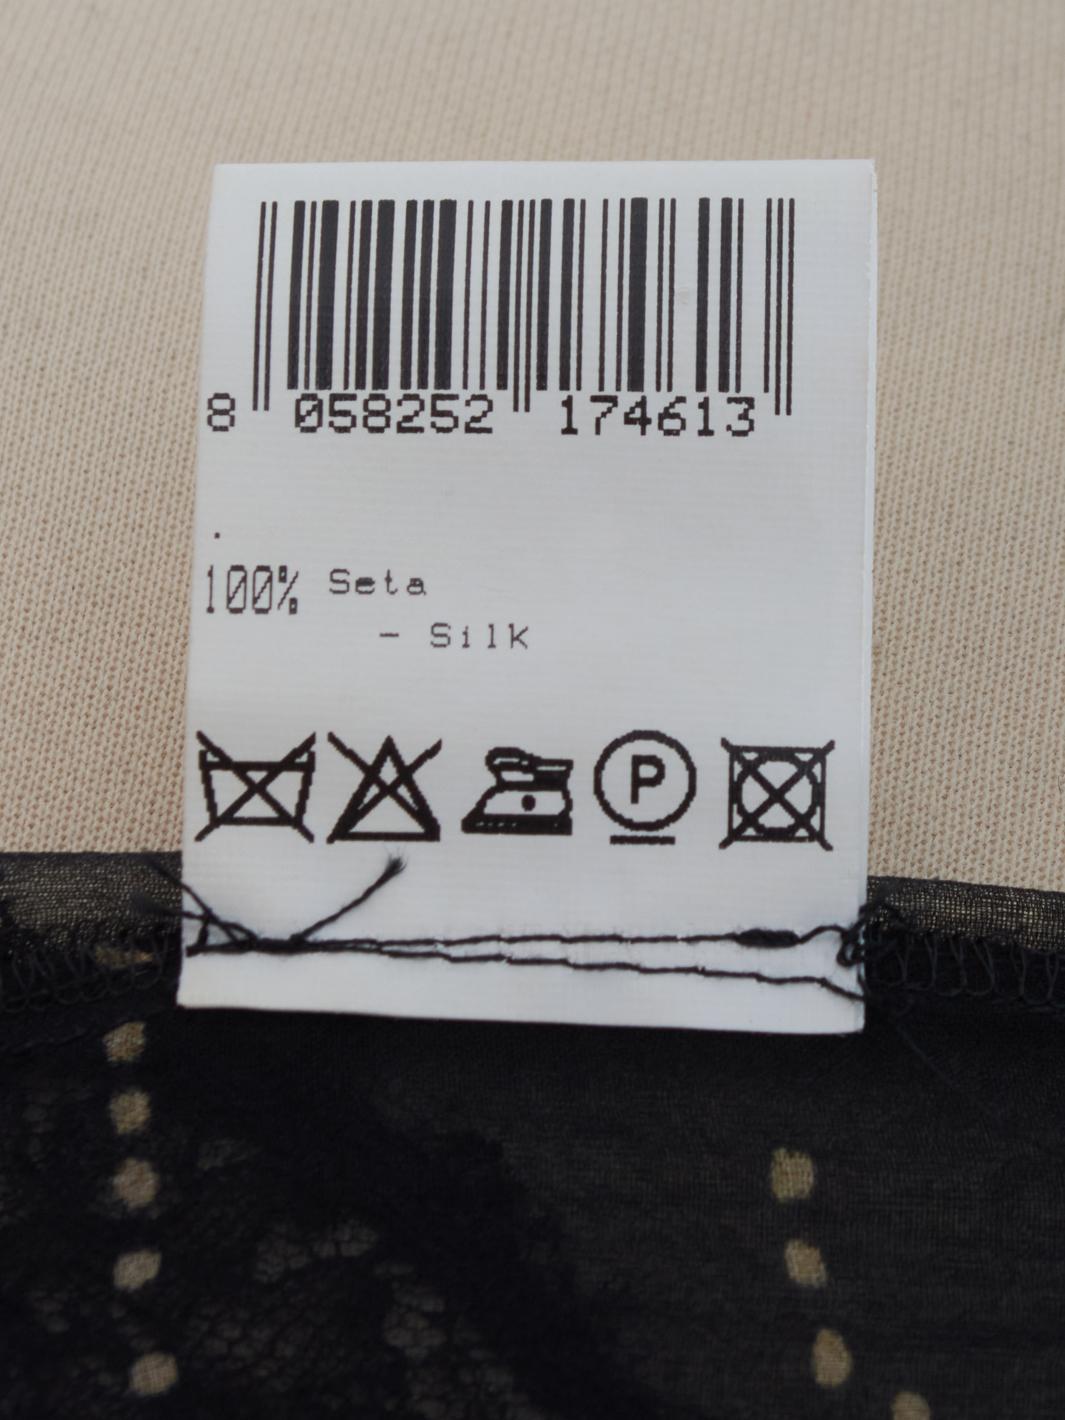 8 058252 174613
.
100% Seta
- Silk
P